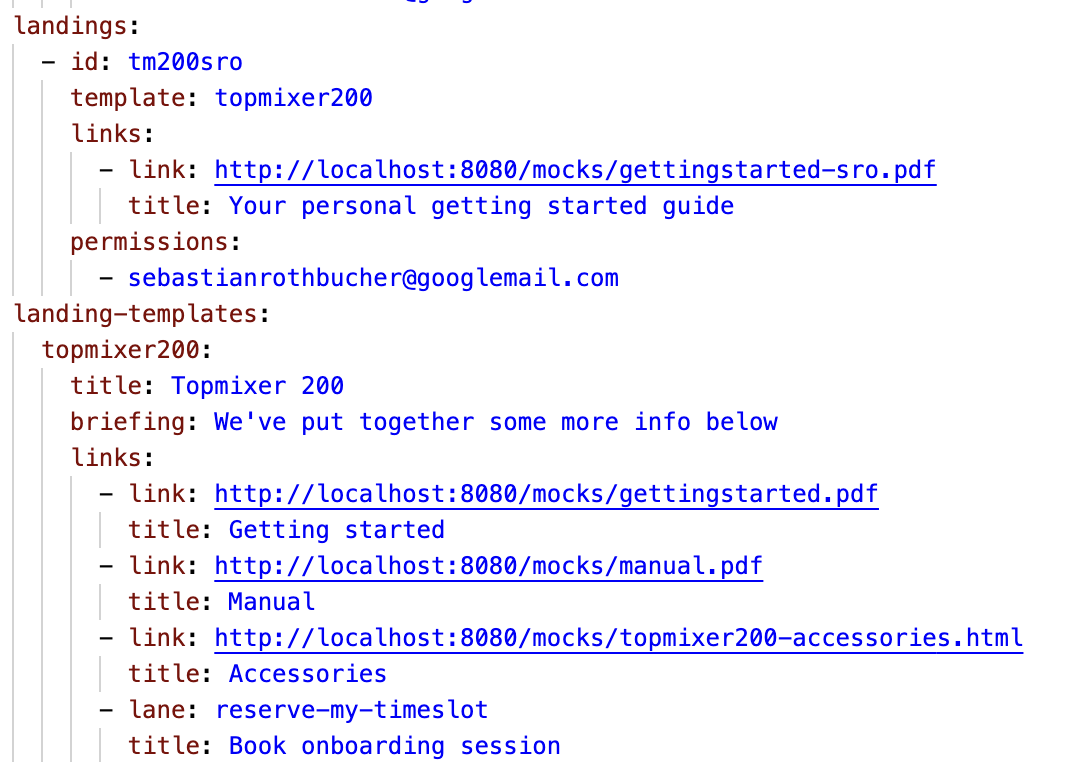 landings:
  - id: tm200sro
    template: topmixer200
    links:
      - link: http://localhost:8080/mocks/gettingstarted-sro.pdf
        title: Your personal getting started guide
    permissions:
      - sebastianrothbucher@googlemail.com
landing-templates:
  topmixer200:
    title: Topmixer 200
    briefing: We've put together some more info below
    links:
      - link: http://localhost:8080/mocks/gettingstarted.pdf
        title: Getting started
      - link: http://localhost:8080/mocks/manual.pdf
        title: Manual
      - link: http://localhost:8080/mocks/topmixer200-accessories.html
        title: Accessories
      - lane: reserve-my-timeslot
        title: Book onboarding session